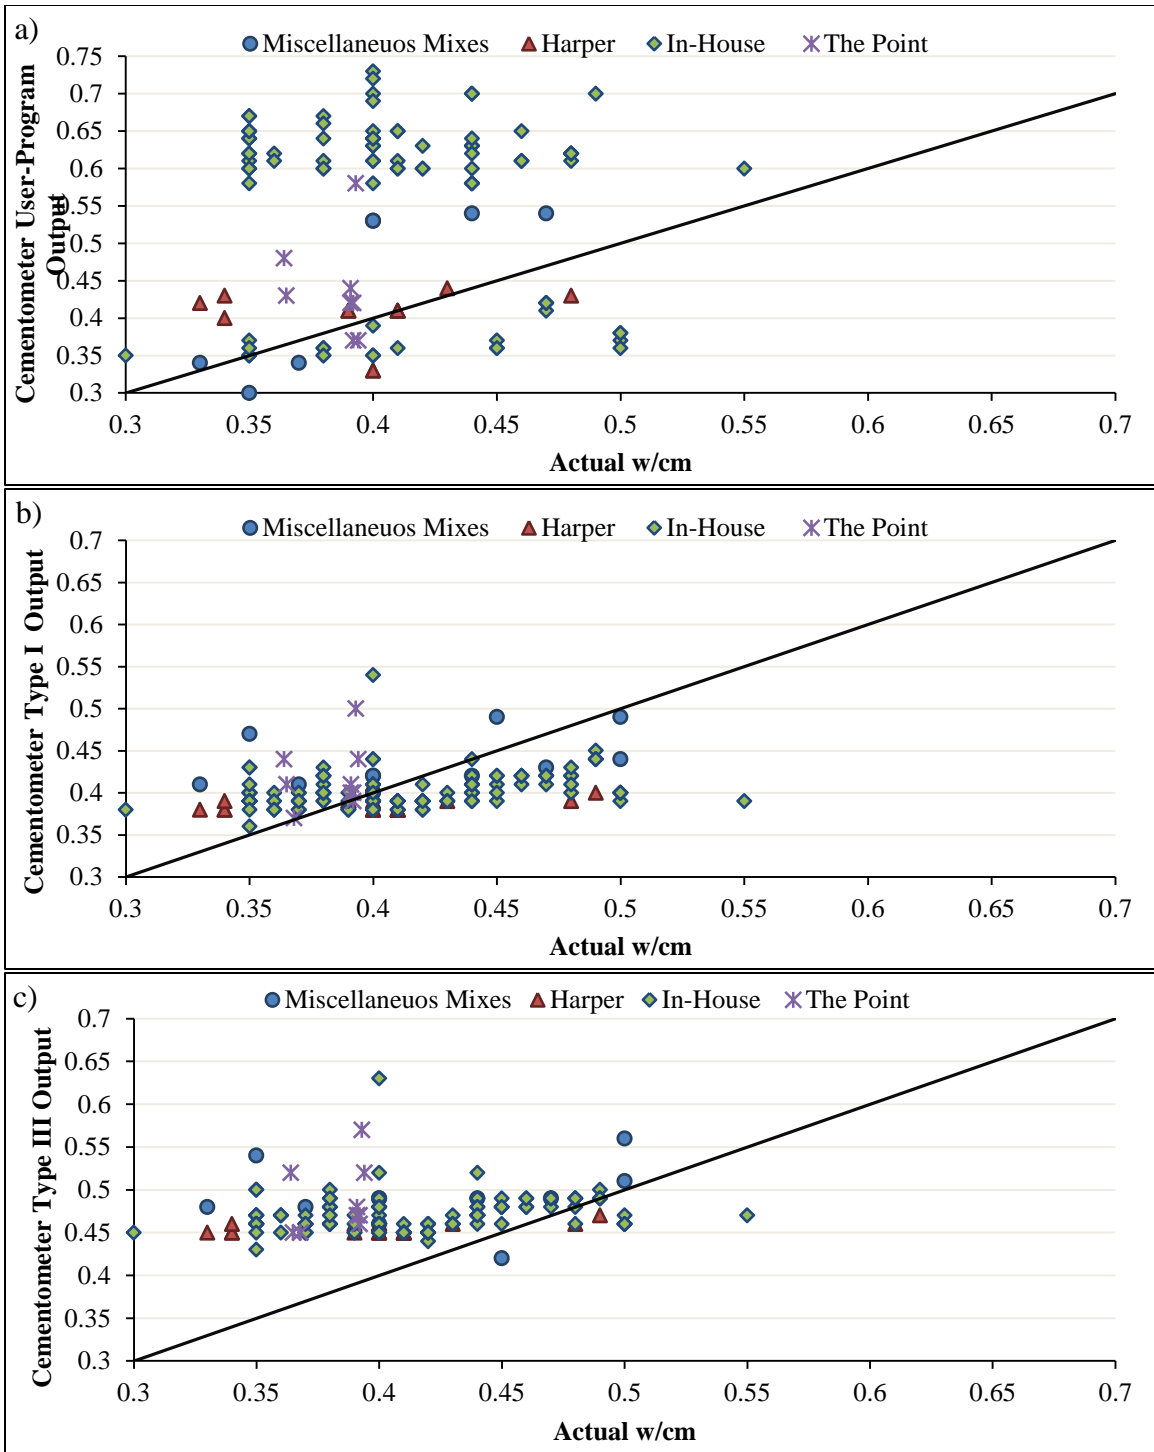 a)
Miscellaneuos Mixes Harper In-House The Point
Cementometer User-Program
Output
0.75
0.7
0.65
0.6
0.55
0.5
0.45
0.4
0.35
0.3
0.3 0.35 0.4 0.45 0.5 0.55 0.6 0.65 0.7
Actual w/cm
b)
Miscellaneuos Mixes Harper In-House The Point
Cementometer Type I Output
0.7
0.65
0.6
0.55
0.5
0.45
0.4
0.35
0.3
0.3 0.35 0.4 0.45 0.5 0.55 0.6 0.65 0.7
Actual w/cm
c)
Miscellaneuos Mixes Harper In-House The Point
Cementometer Type III Output
0.7
0.65
0.6
0.55
0.5
0.45
0.4
0.35
0.3
0.3 0.35 0.4 0.45 0.5 0.55 0.6 0.65 0.7
Actual w/cm